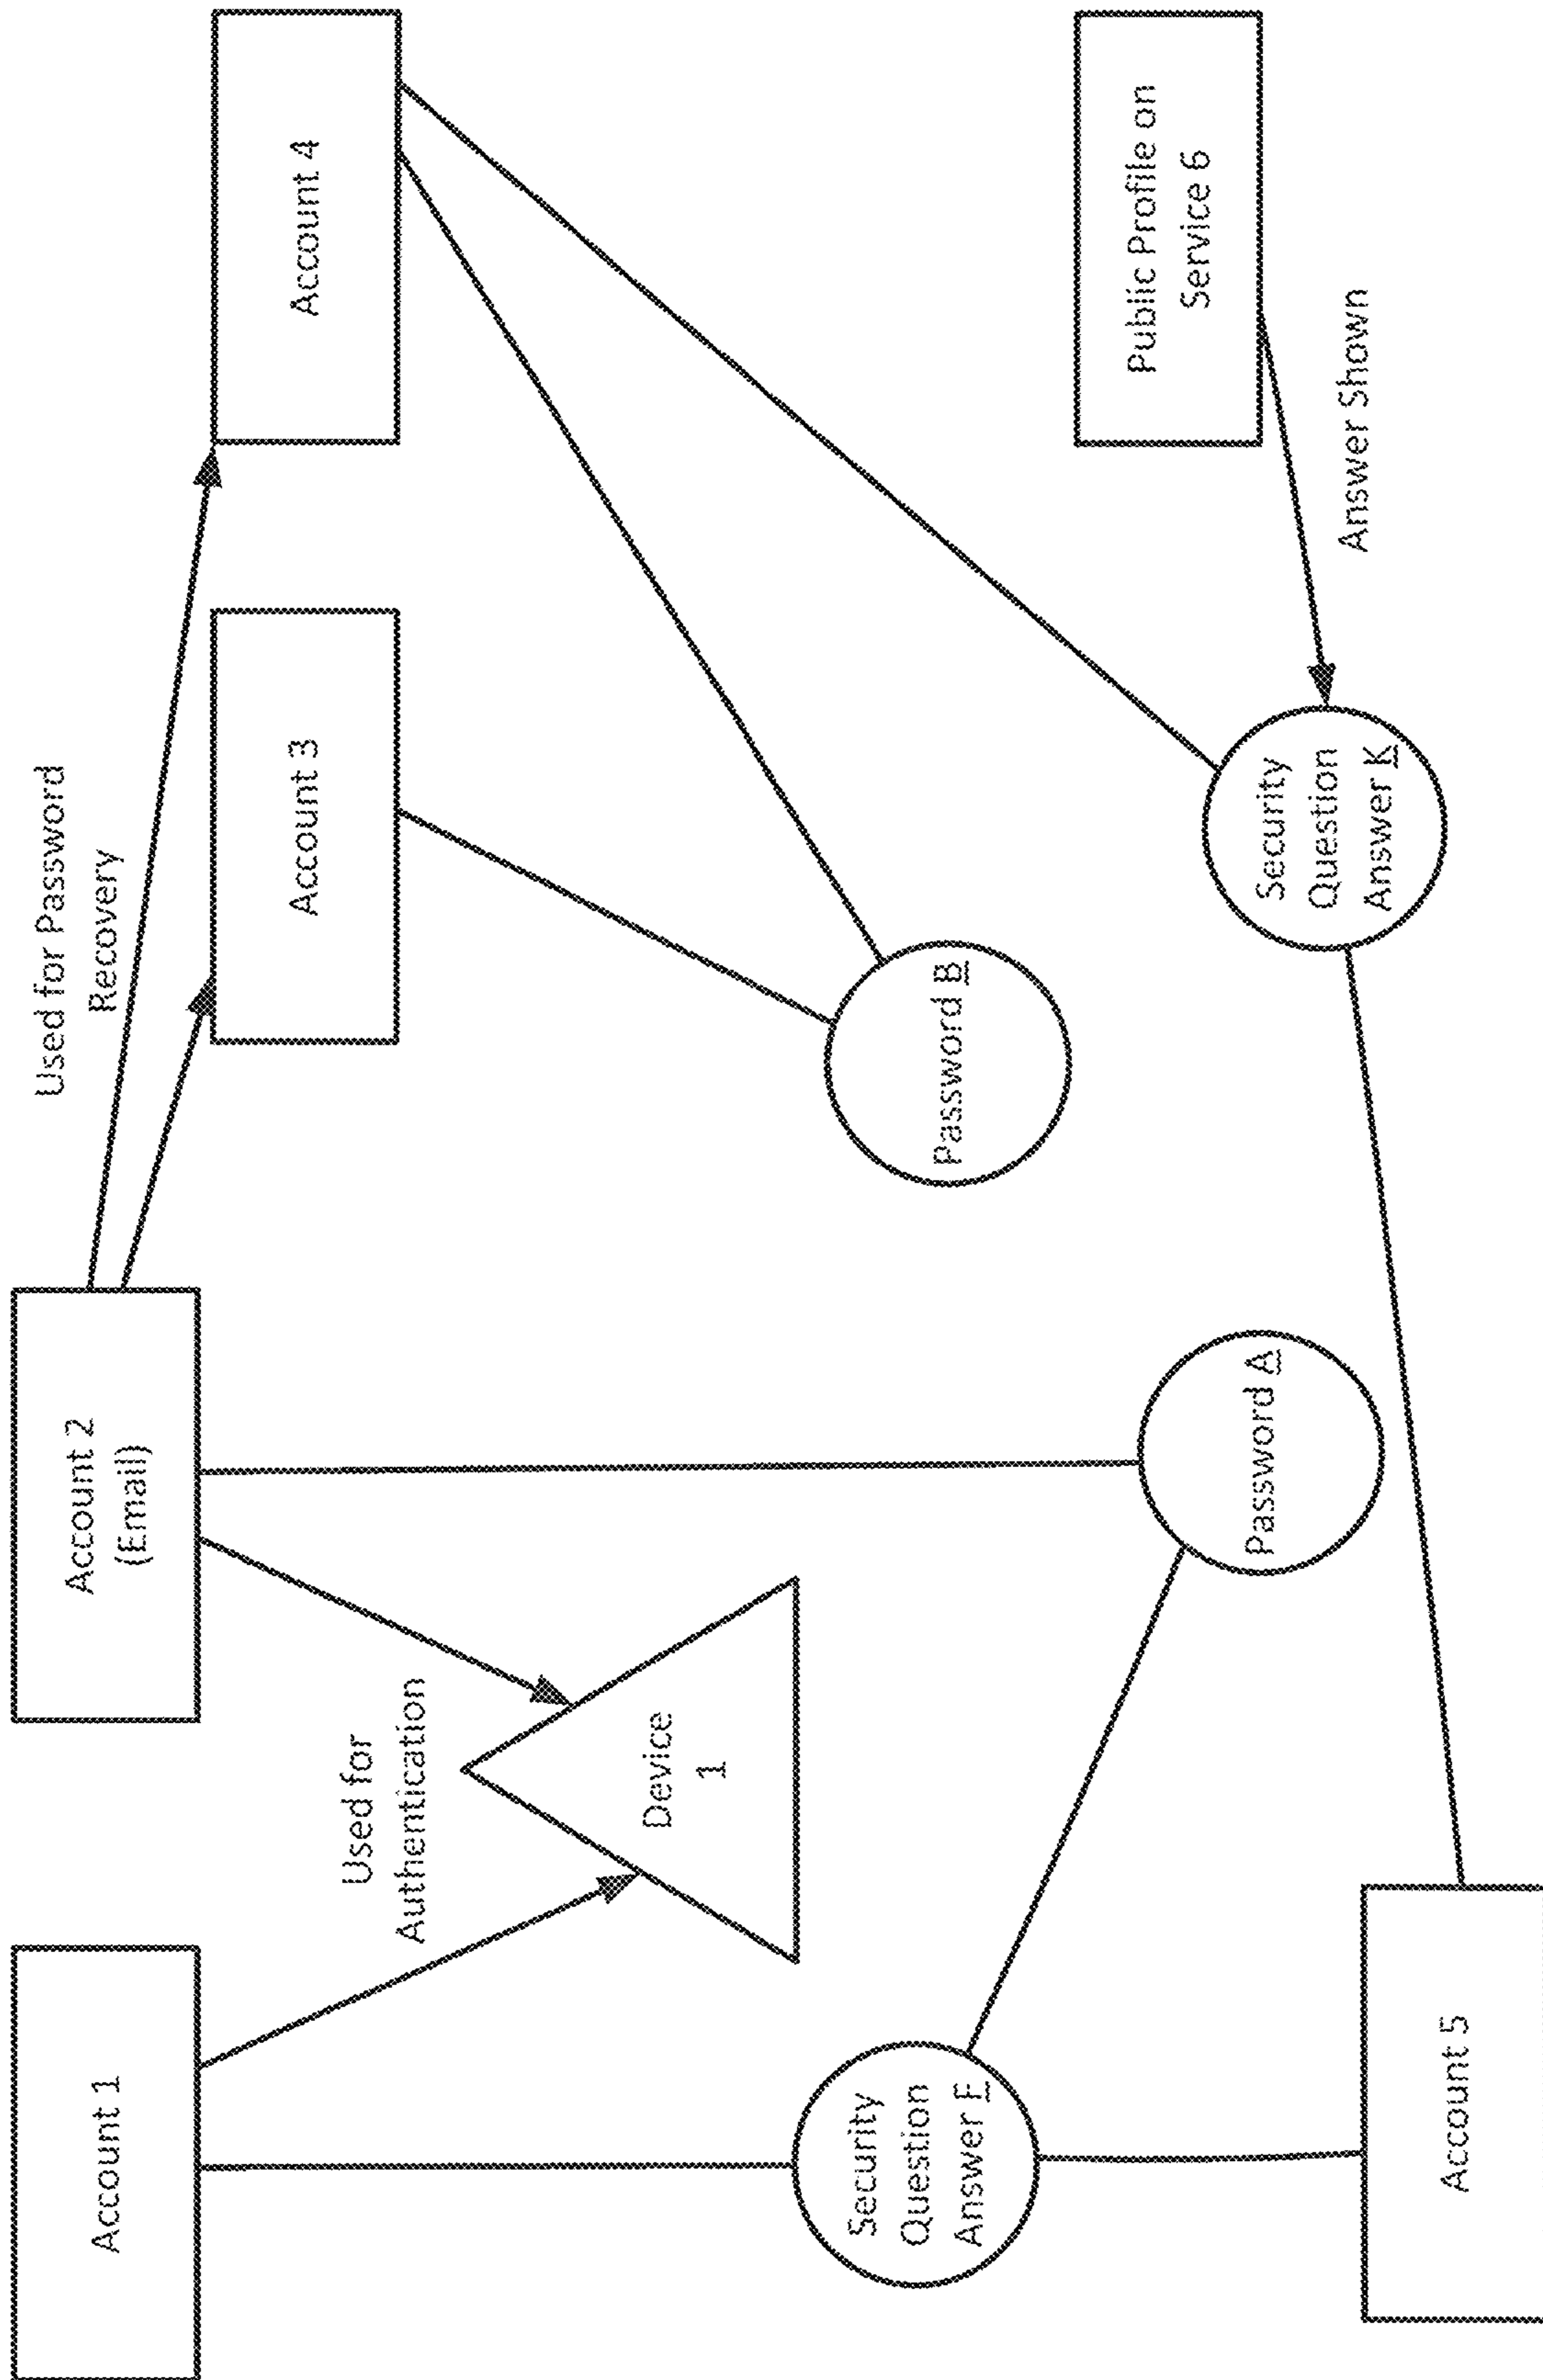 Account 1
Account 2
(Email)
Used for Password
Recovery
Account 3
Account 4
Used for
Authentication
Device
1
Security
Question
Answer F
Password A
Password B
Security
Question
Answer K
Public Profile on
Service 6
Answer Shown
Account 5